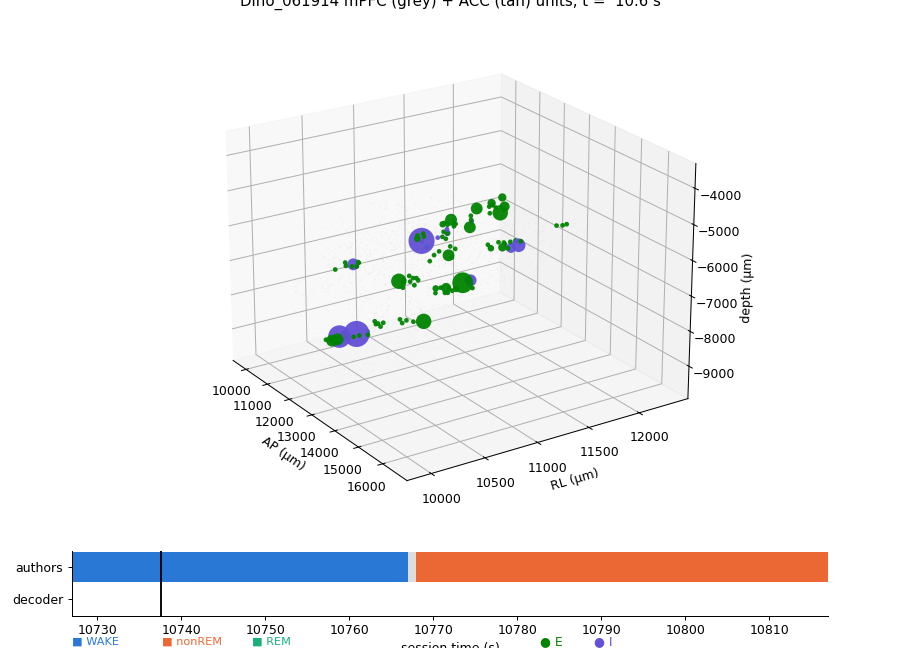 Dino_061914 mPFC (grey) + ACC (tan) units, t = 10.6 s
−4000
−5000
−6000
−7000
−8000
−9000
depth (μm)
10000
11000
12000
13000
14000
15000
16000
AP (μm)
10000
10500
11000
11500
12000
RL (μm)
authors
decoder
10730 10740 10750 10760 10770 10780 10790 10800 10810
session time (s)
WAKE nonREM REM E I